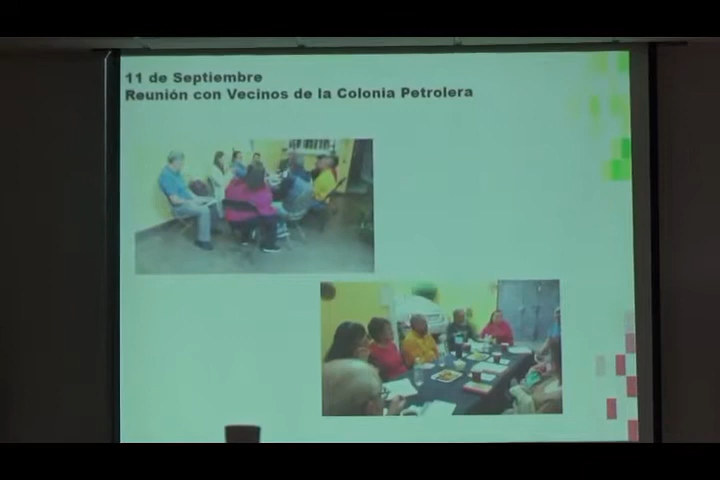 11 de Septiembre
Reunión con Vecinos de la Colonia Petrolera